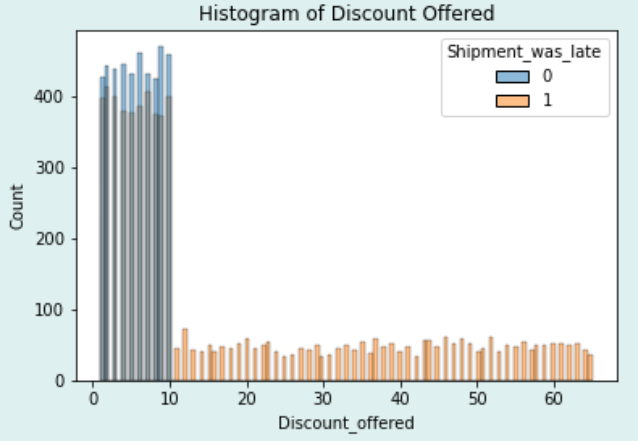 Histogram of Discount Offered
Shipment_was_late
0
1
400
300
200
100
0
Count
0 10 20 30 40 50 60
Discount_offered